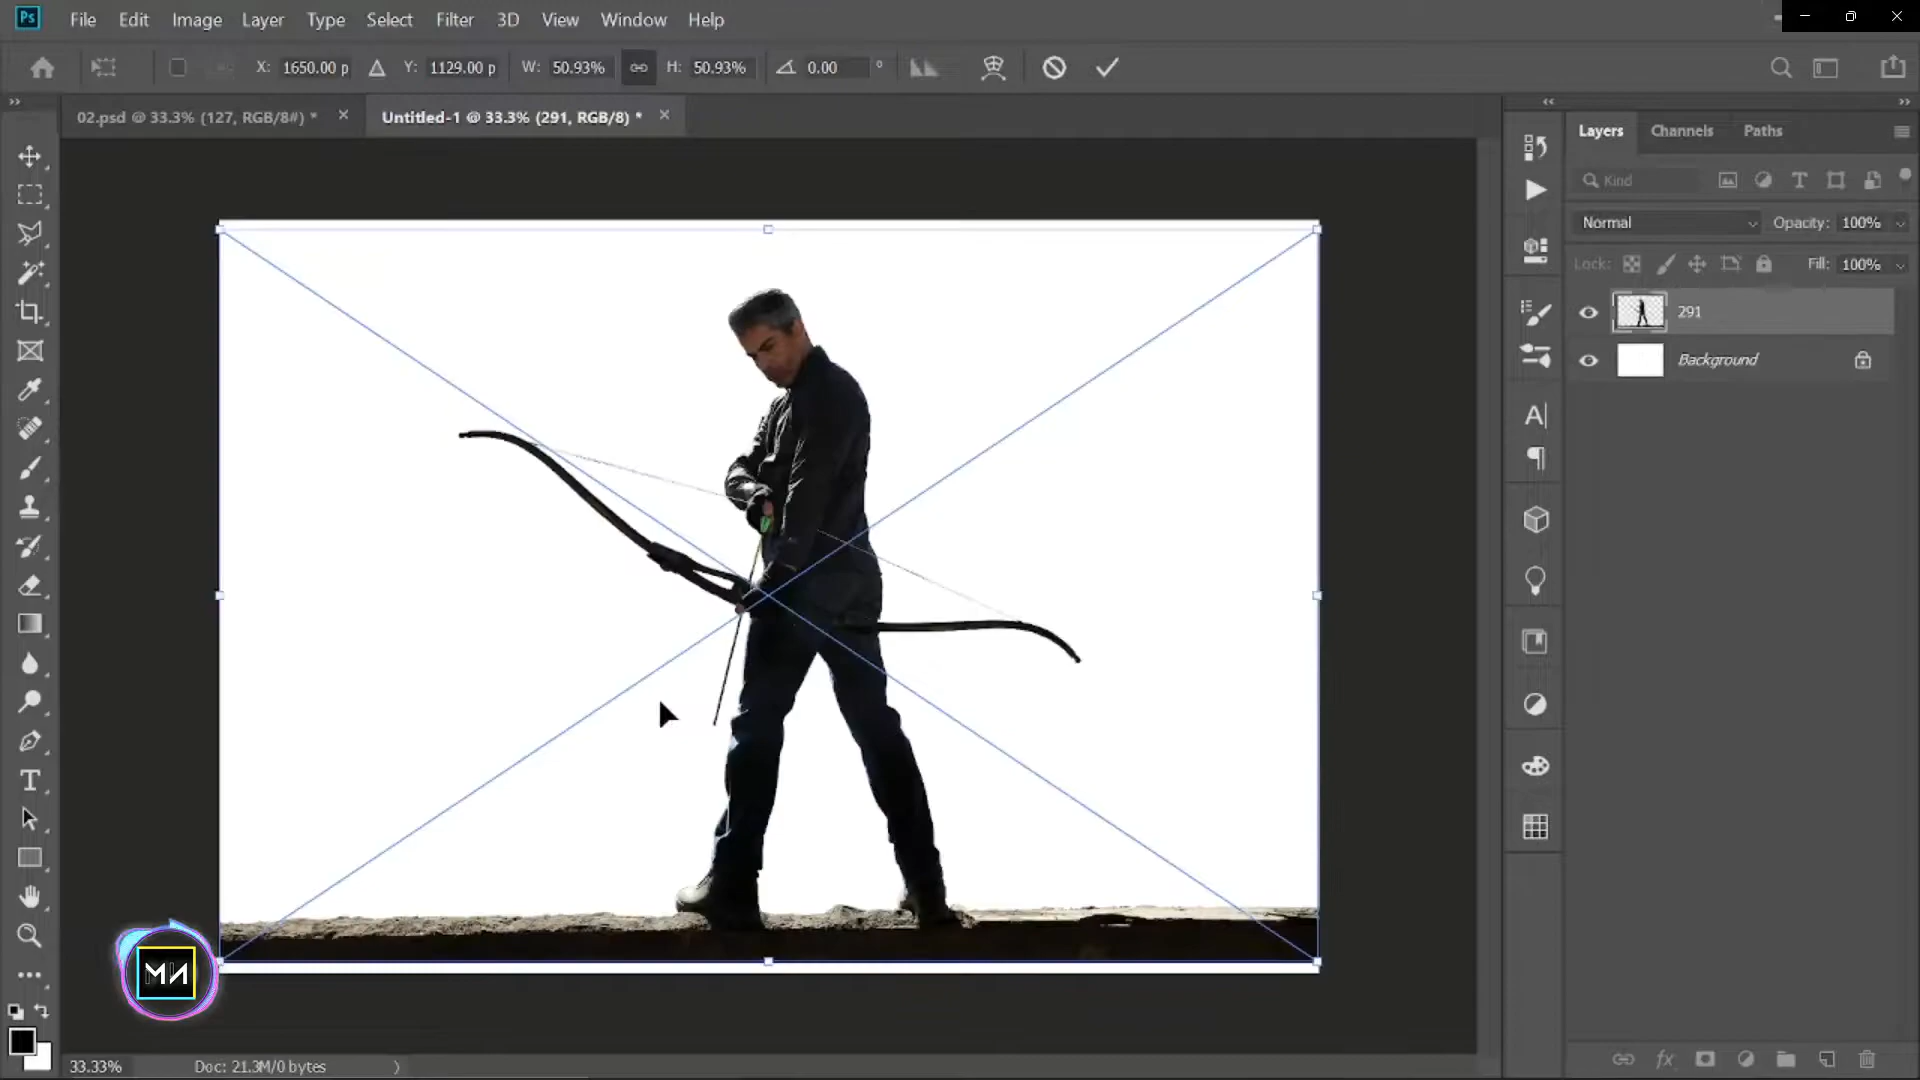 Ps File Edit Image Layer Type Select Filter 3D View Window Help
X: 1650.00 p Y: 1129.00 p W: 50.93% H: 50.93% 0.00 °
02.psd @ 33.3% (127, RGB/8#) * Untitled-1 @ 33.3% (291, RGB/8) *
Layers Channels Paths
Kind
Normal Opacity: 100%
Lock: Fill: 100%
291
Background
33.33% Doc: 21.3M/0 bytes